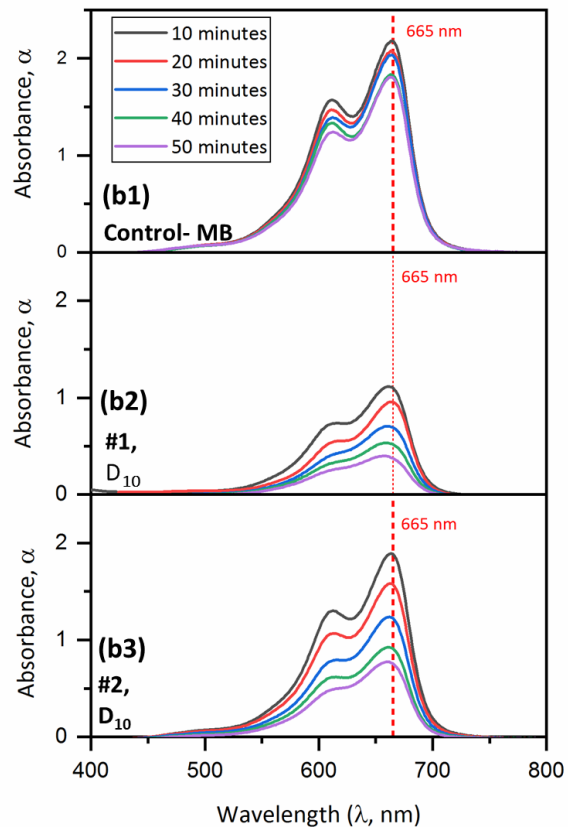 10 minutes
20 minutes
30 minutes
40 minutes
50 minutes
665 nm
Absorbance, α
2
1
0
(b1)
Control- MB
665 nm
Absorbance, α
2
1
0
(b2)
#1,
D10
665 nm
Absorbance, α
2
1
0
(b3)
#2,
D10
400 500 600 700 800
Wavelength (λ, nm)